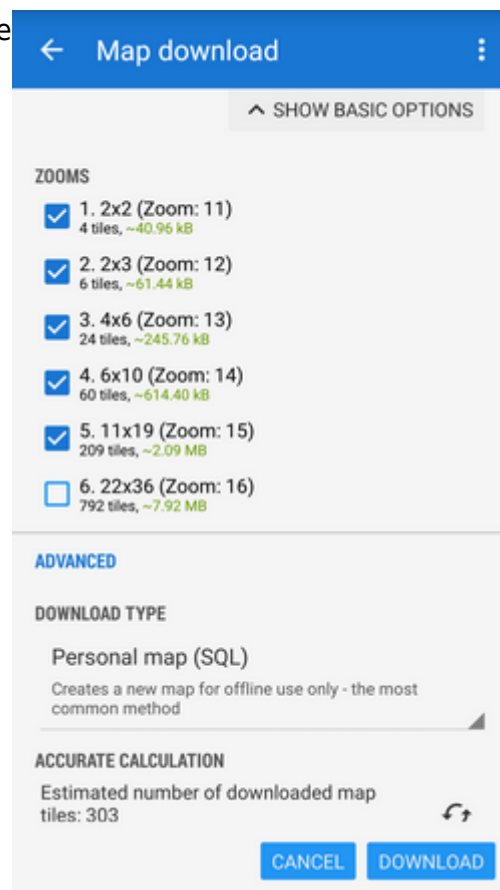 e
Map download
SHOW BASIC OPTIONS
ZOOMS
1. 2x2 (Zoom: 11)
4 tiles, ~40.96 kB
2. 2x3 (Zoom: 12)
6 tiles, ~61.44 kB
3. 4x6 (Zoom: 13)
24 tiles, ~245.76 kB
4. 6x10 (Zoom: 14)
60 tiles, ~614.40 kB
5. 11x19 (Zoom: 15)
209 tiles, ~2.09 MB
6. 22x36 (Zoom: 16)
792 tiles, ~7.92 MB
ADVANCED
DOWNLOAD TYPE
Personal map (SQL)
Creates a new map for offline use only - the most
common method
ACCURATE CALCULATION
Estimated number of downloaded map
tiles: 303
CANCEL DOWNLOAD